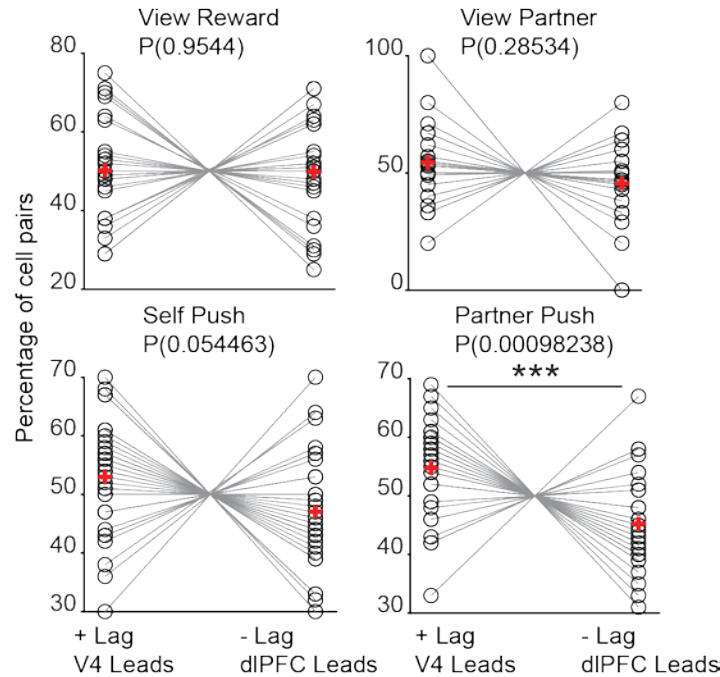 View Reward
P(0.9544)
80
60
40
20
View Partner
P(0.28534)
100
50
0
Percentage of cell pairs
Self Push
P(0.054463)
70
60
50
40
30
Partner Push
P(0.00098238)
***
70
60
50
40
30
+ Lag
V4 Leads
- Lag
dlPFC Leads
+ Lag
V4 Leads
- Lag
dlPFC Leads